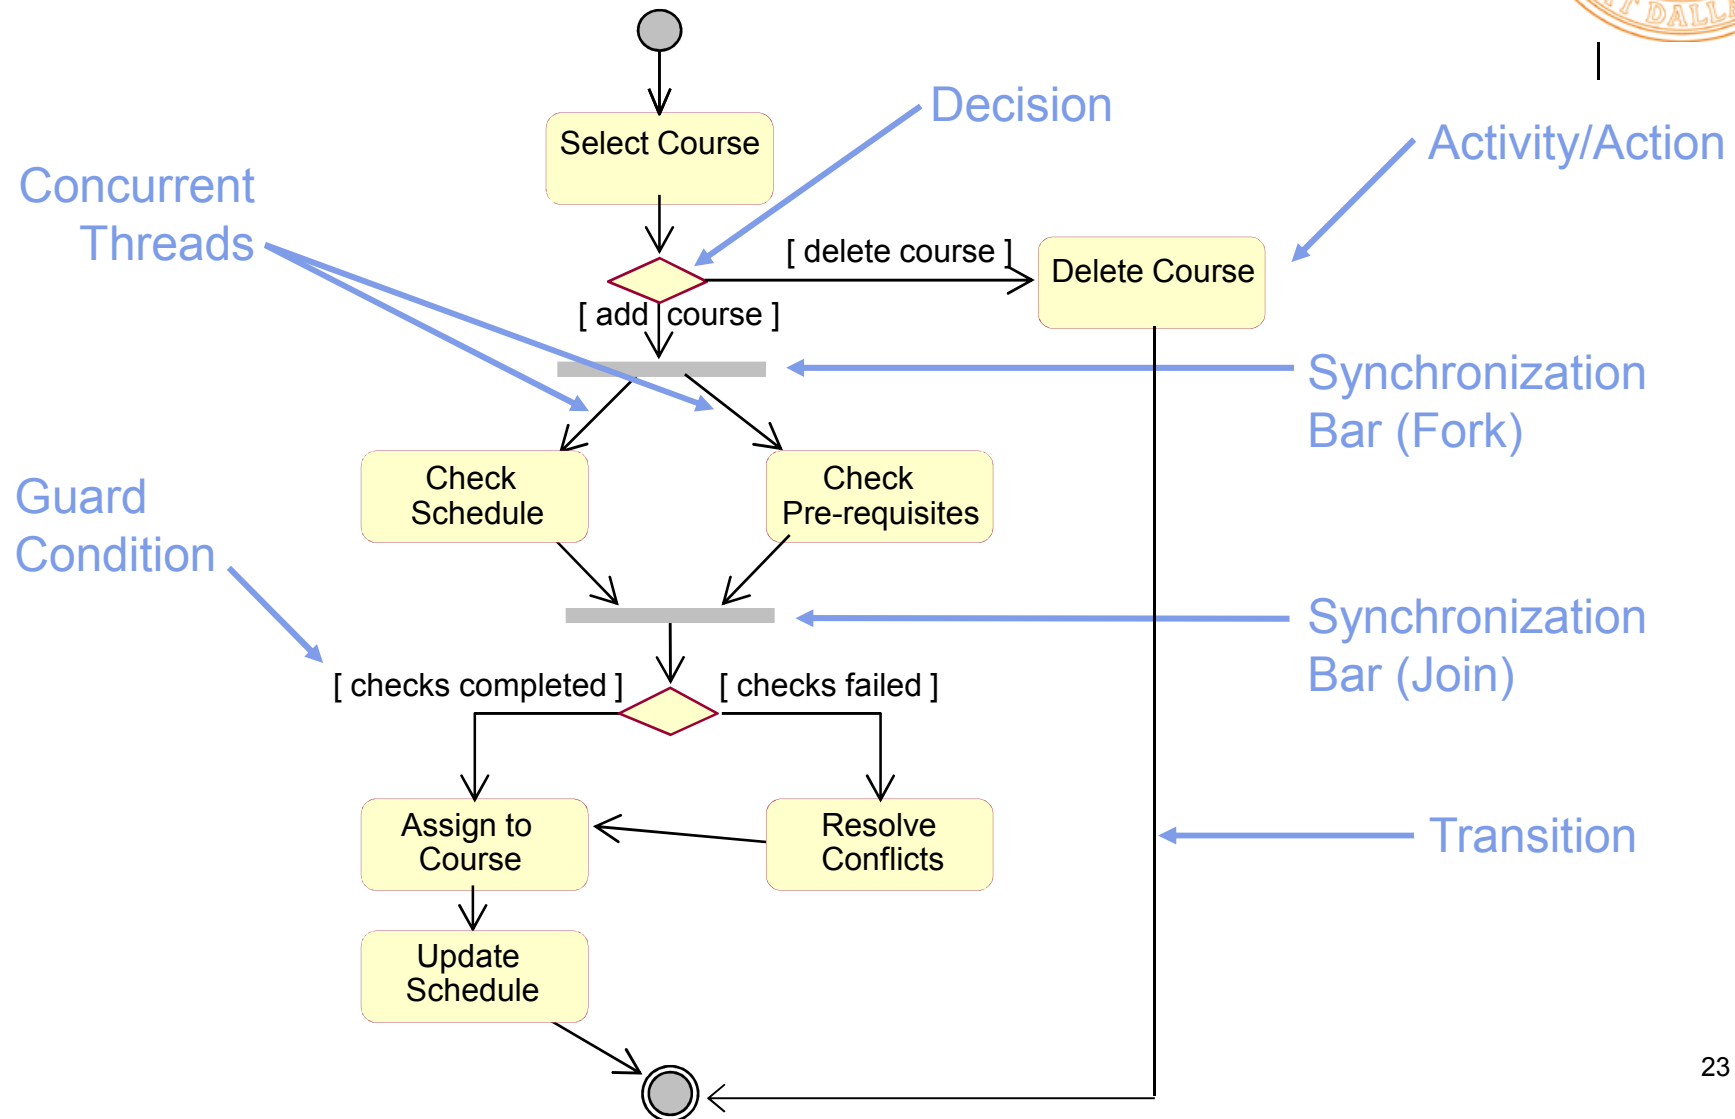 DALL
Decision
Activity/Action
Select Course
Concurrent
Threads
[ delete course ]
Delete Course
[ add course ]
Synchronization
Bar (Fork)
Check
Schedule
Check
Pre-requisites
Guard
Condition
Synchronization
Bar (Join)
[ checks completed ]
[ checks failed ]
Assign to
Course
Resolve
Conflicts
Transition
Update
Schedule
23